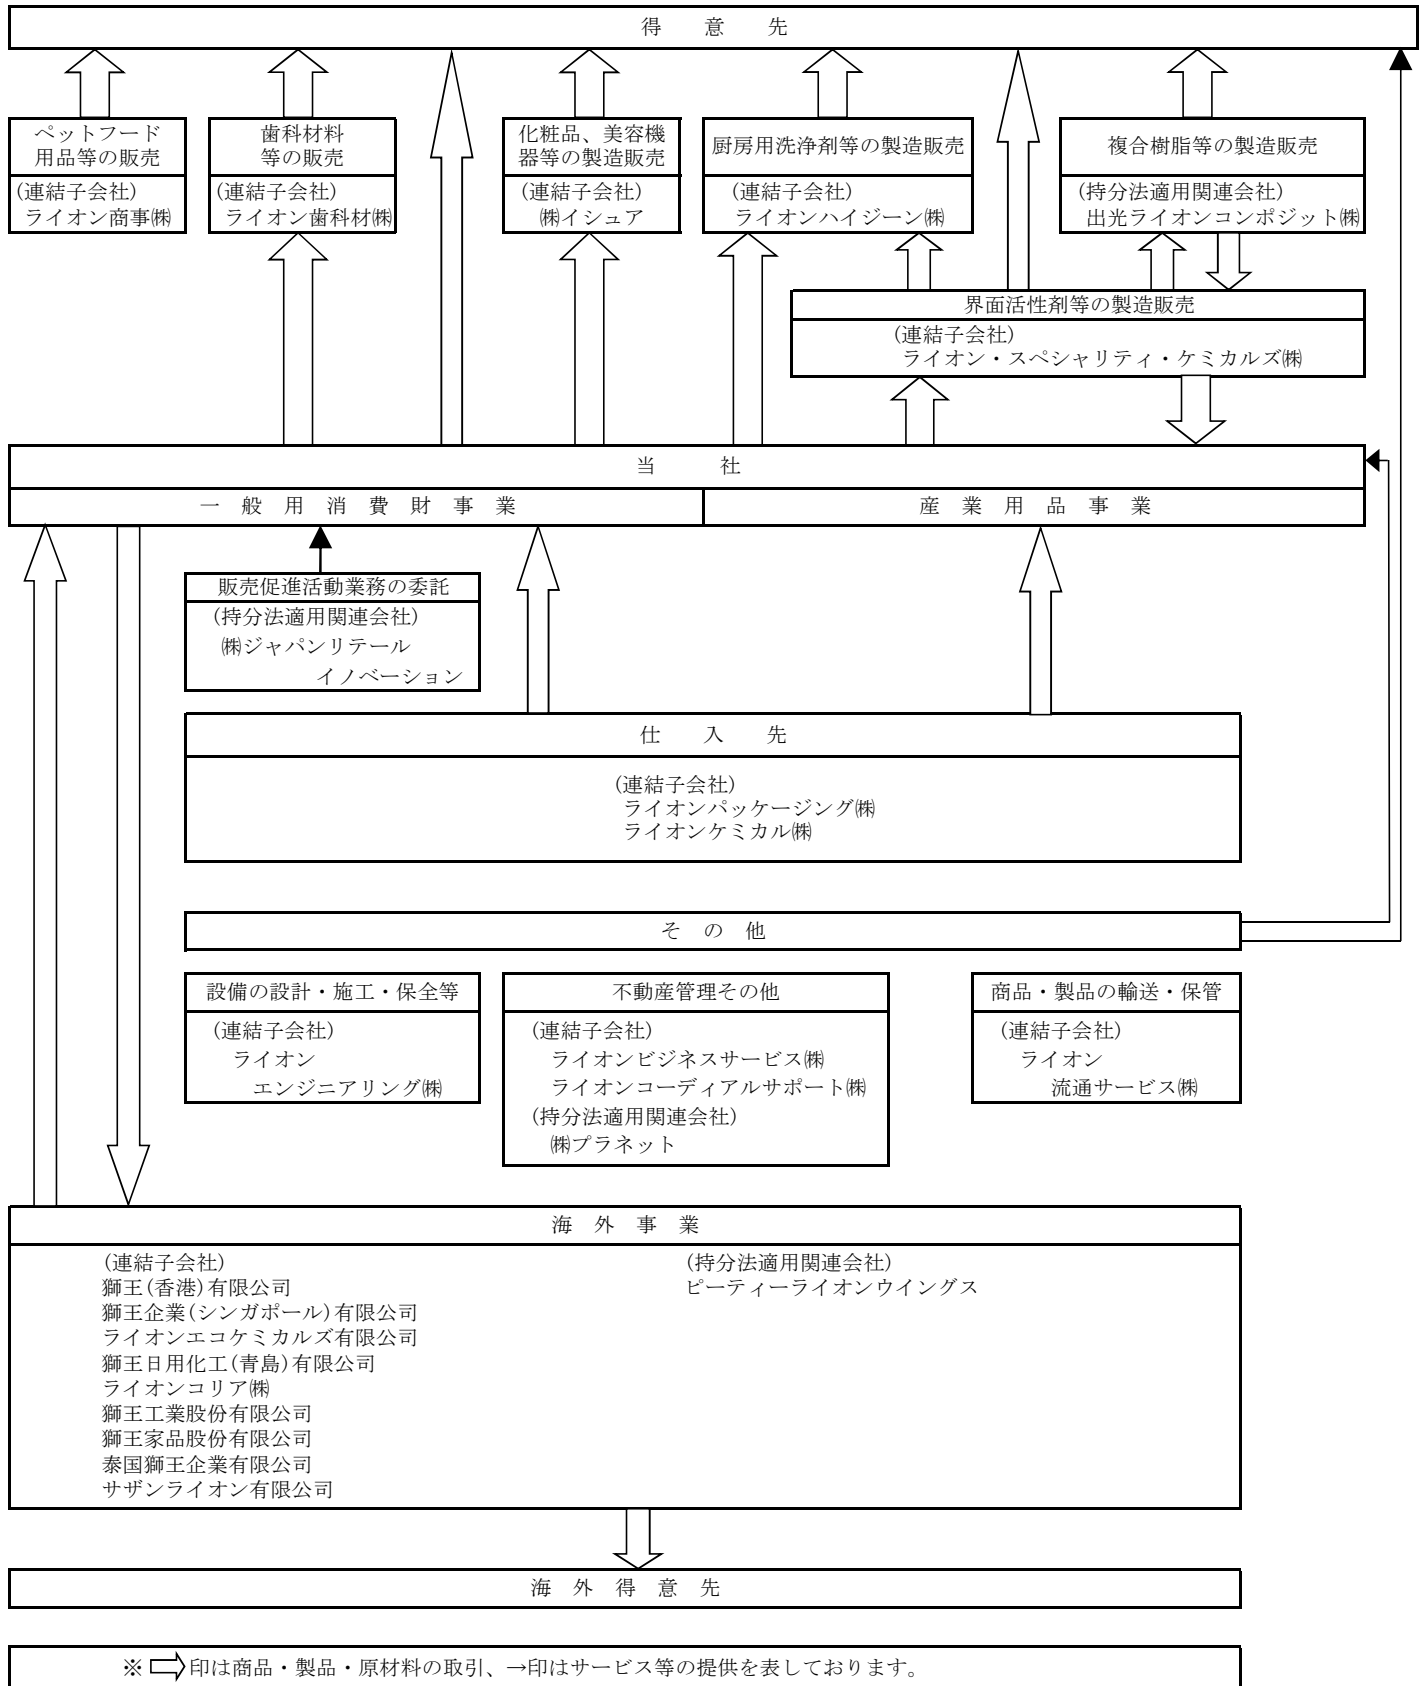 得　意　先
ペットフード
用品等の販売
(連結子会社)
ライオン商事㈱
歯科材料
等の販売
(連結子会社)
ライオン歯科材㈱
化粧品、美容機
器等の製造販売
(連結子会社)
㈱イシュア
厨房用洗浄剤等の製造販売
(連結子会社)
ライオンハイジーン㈱
複合樹脂等の製造販売
(持分法適用関連会社)
出光ライオンコンポジット㈱
界面活性剤等の製造販売
(連結子会社)
ライオン・スペシャリティ・ケミカルズ㈱
当　社
一　般　用　消　費　財　事　業
産　業　用　品　事　業
販売促進活動業務の委託
(持分法適用関連会社)
㈱ジャパンリテール
イノベーション
仕　入　先
(連結子会社)
ライオンパッケージング㈱
ライオンケミカル㈱
そ　の　他
設備の設計・施工・保全等
(連結子会社)
ライオン
エンジニアリング㈱
不動産管理その他
(連結子会社)
ライオンビジネスサービス㈱
ライオンコーディアルサポート㈱
(持分法適用関連会社)
㈱プラネット
商品・製品の輸送・保管
(連結子会社)
ライオン
流通サービス㈱
海　外　事　業
(連結子会社)
獅王(香港)有限公司
獅王企業(シンガポール)有限公司
ライオンエコケミカルズ有限公司
獅王日用化工(青島)有限公司
ライオンコリア㈱
獅王工業股份有限公司
獅王家品股份有限公司
泰国獅王企業有限公司
サザンライオン有限公司
(持分法適用関連会社)
ピーティーライオンウイングス
海　外　得　意　先
※ ⇨印は商品・製品・原材料の取引、→印はサービス等の提供を表しております。